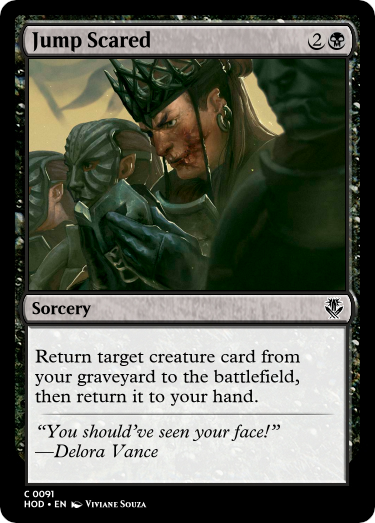 Jump Scared 2
Sorcery
Return target creature card from
your graveyard to the battlefield,
then return it to your hand.
“You should’ve seen your face!”
—Delora Vance
C 0091
HOD • EN Viviane Souza